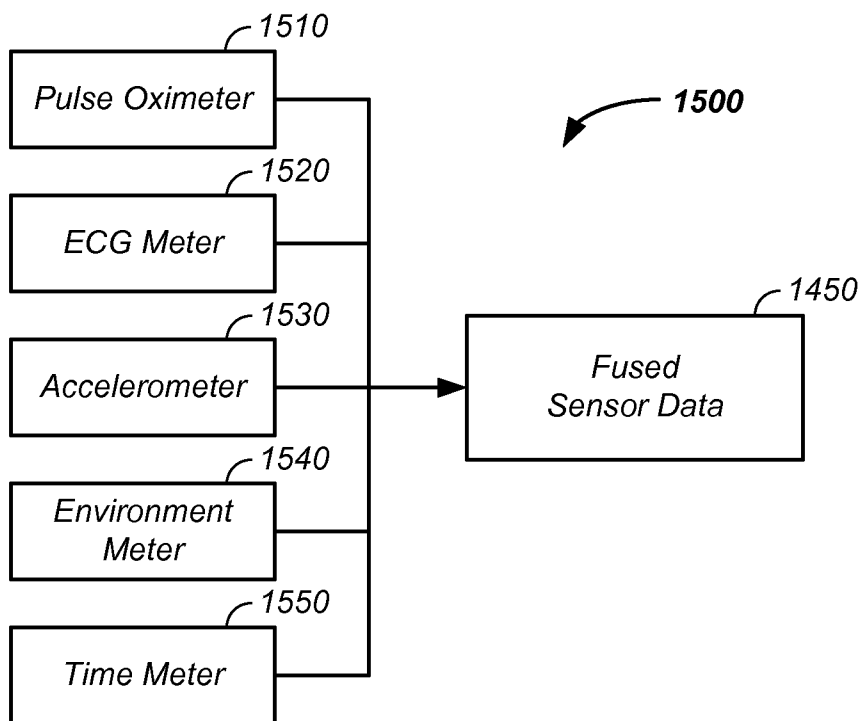 1510
Pulse Oximeter
1500
1520
ECG Meter
1450
1530
Accelerometer
Fused
Sensor Data
1540
Environment
Meter
1550
Time Meter